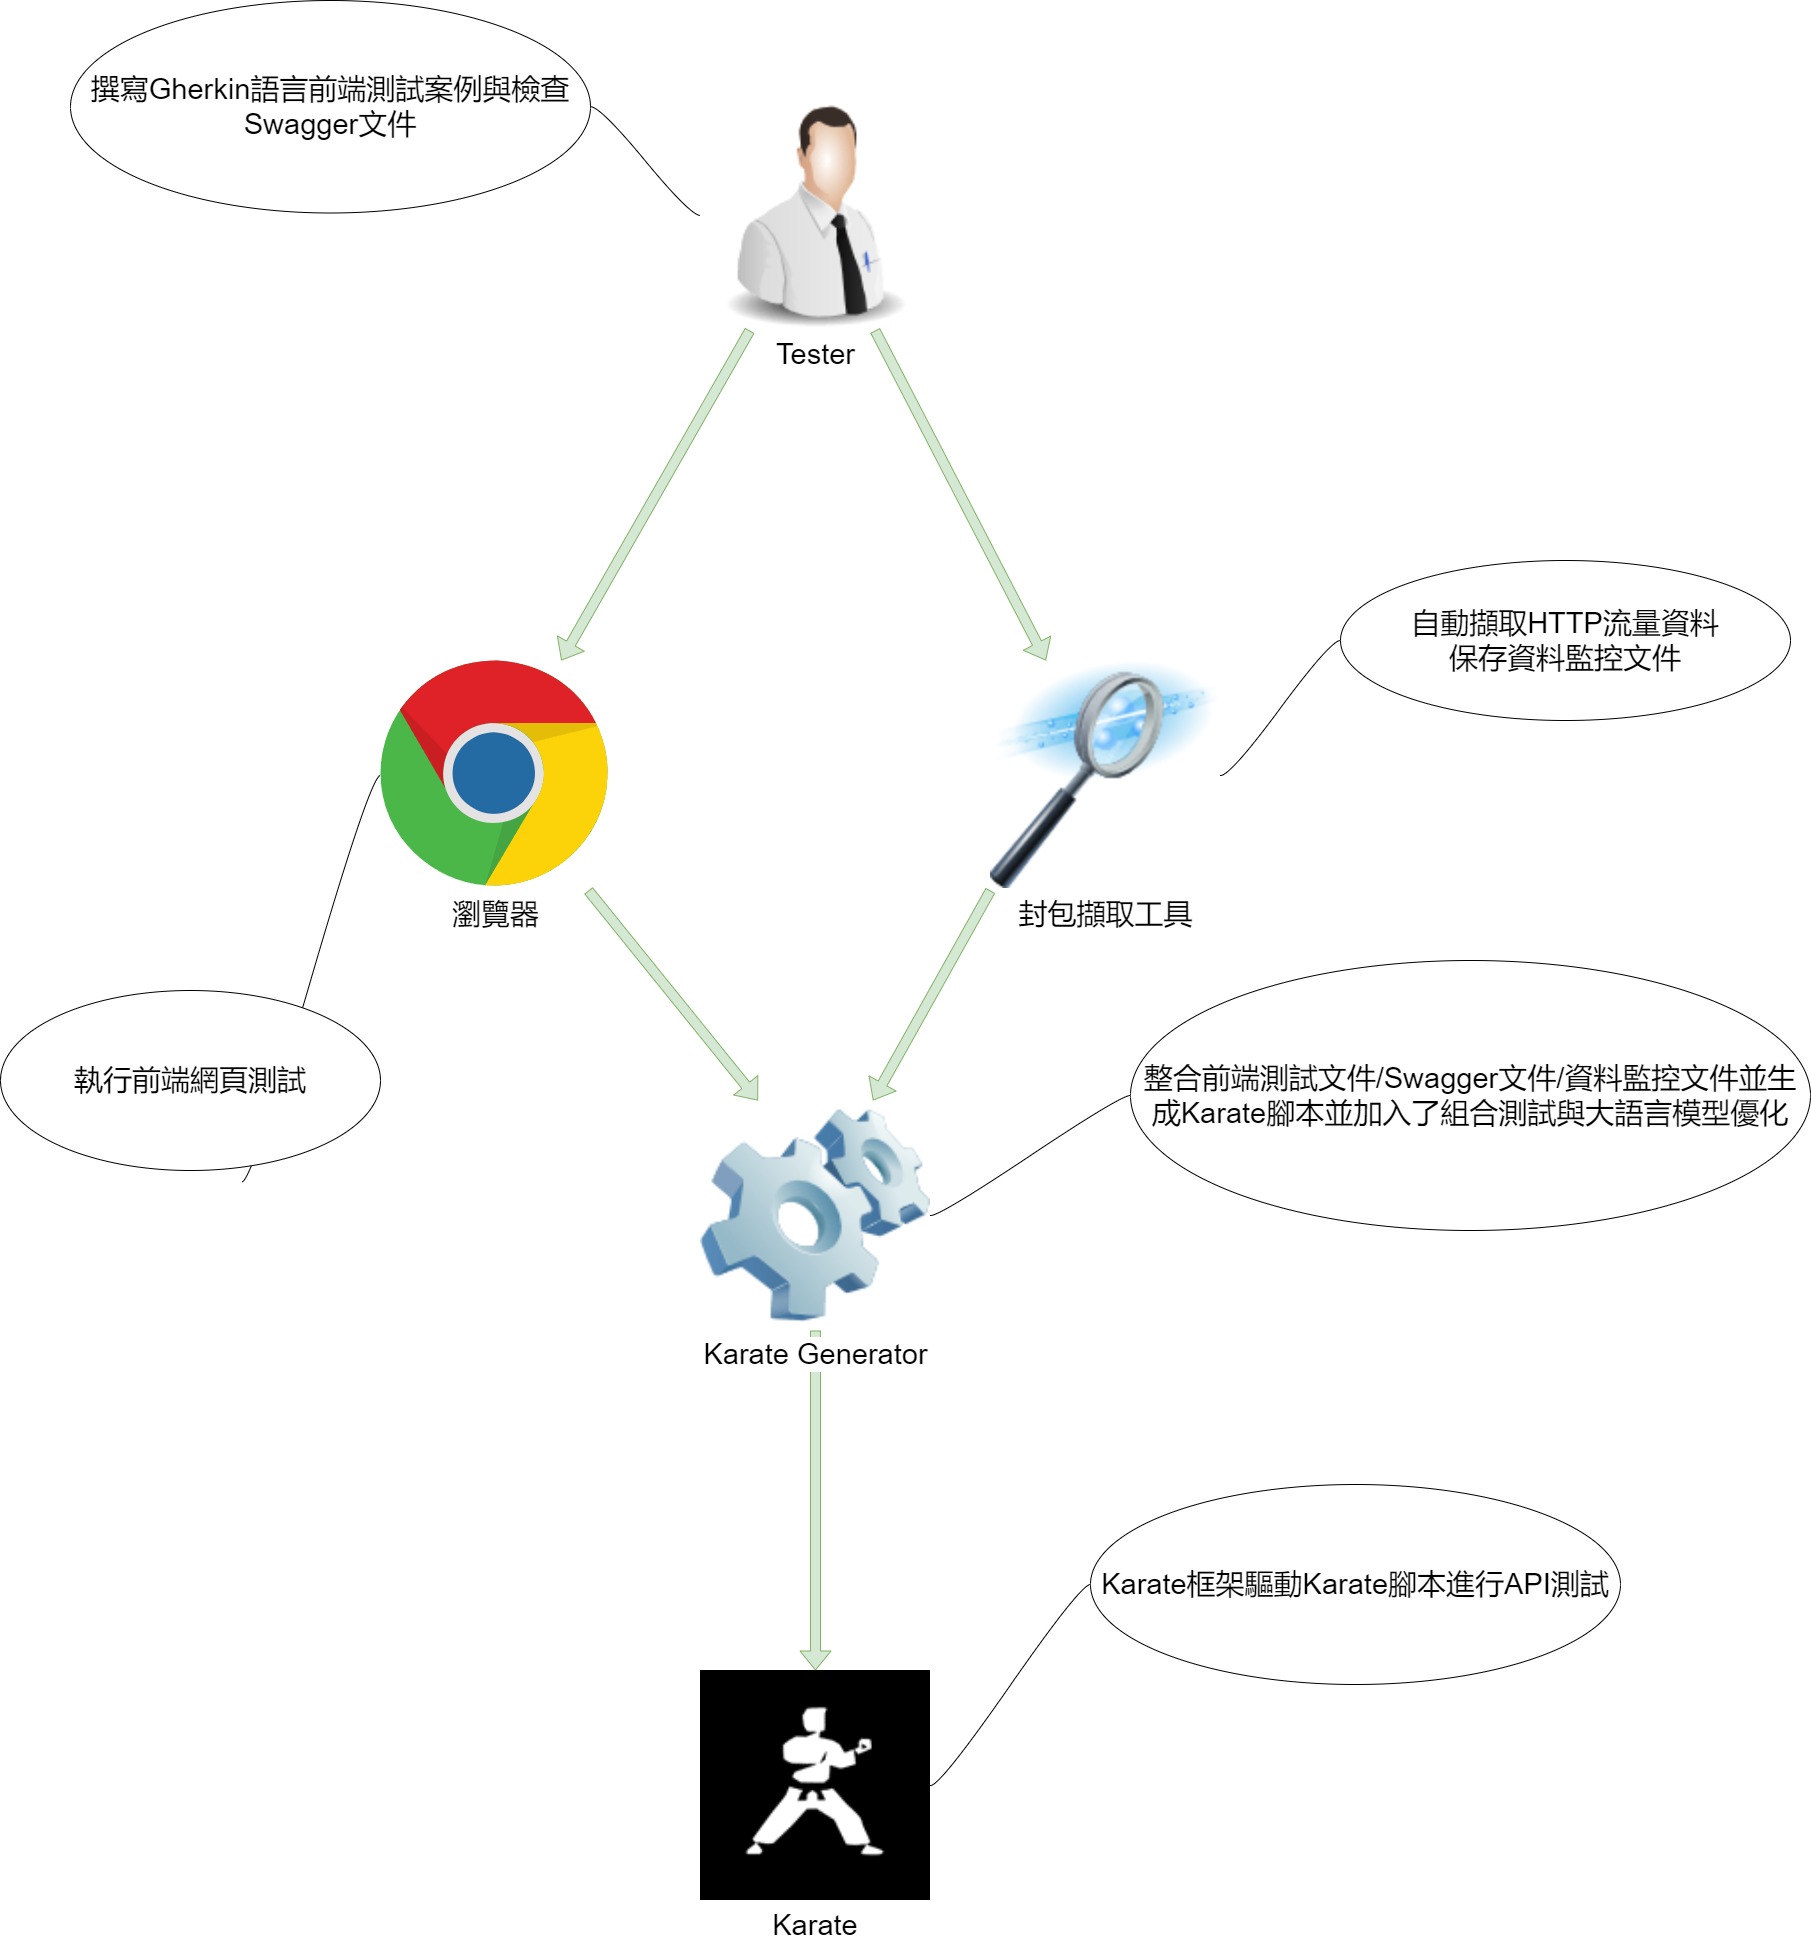 撰寫Gherkin語言前端測試案例與檢查
Swagger文件
Tester
自動擷取HTTP流量資料
保存資料監控文件
瀏覽器
封包擷取工具
執行前端網頁測試
整合前端測試文件/Swagger文件/資料監控文件並生
成Karate腳本並加入了組合測試與大語言模型優化
Karate Generator
Karate框架驅動Karate腳本進行API測試
Karate